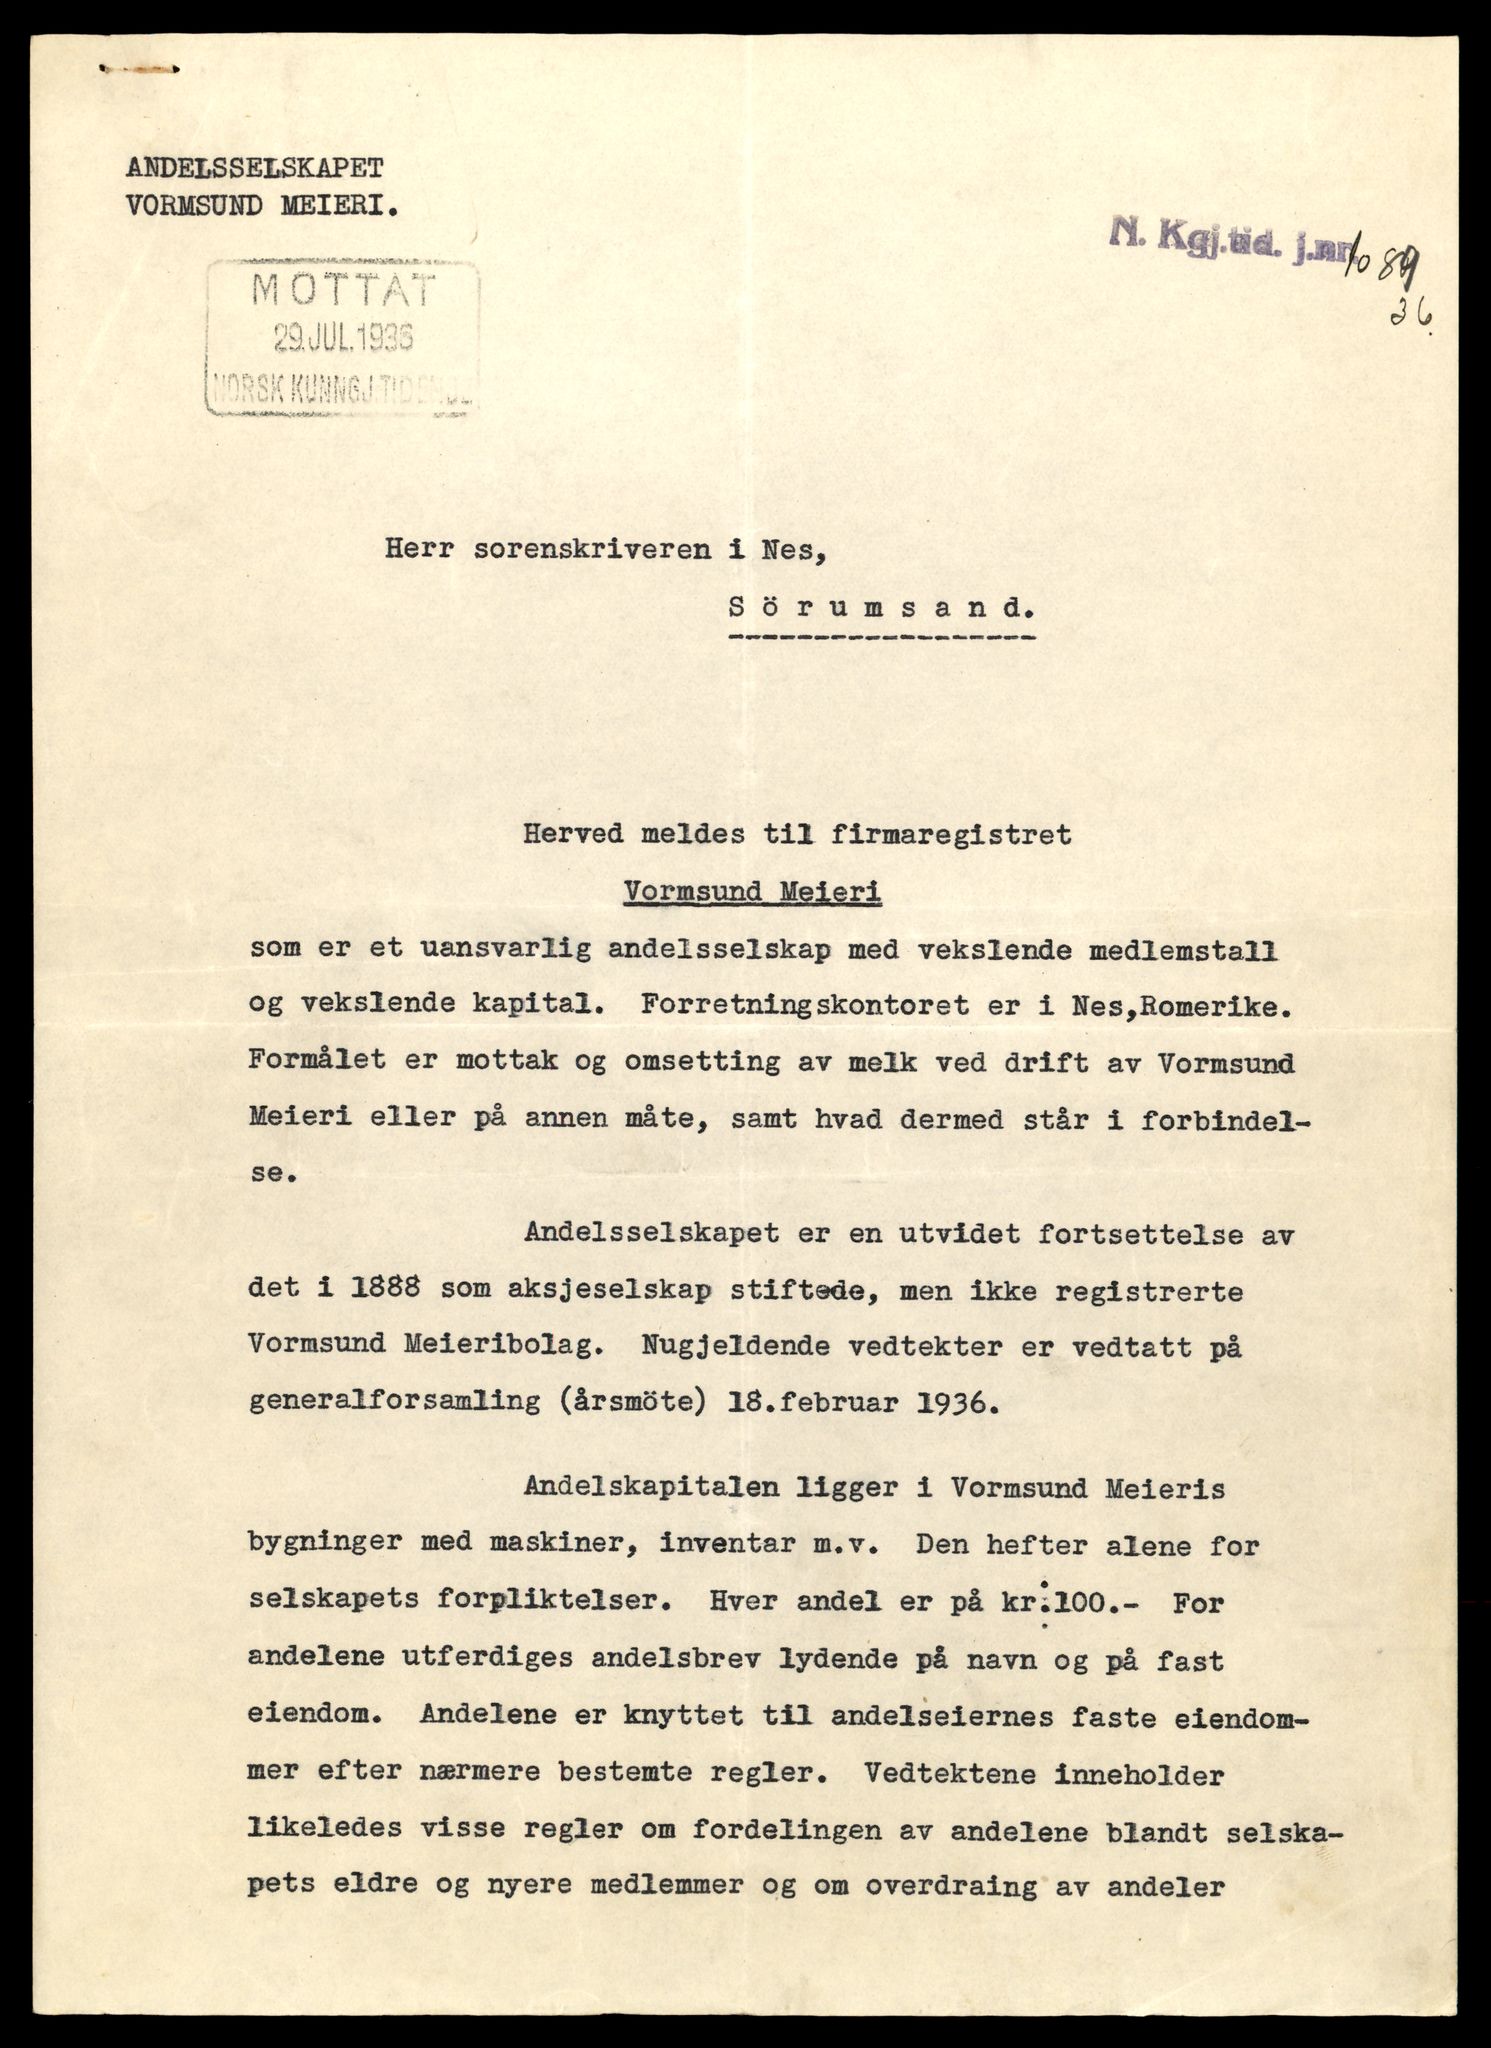 ANDELSSELSKAPET
VORMSUND MEIERI.
N. Kgj.tid. j.nr. 1089
36.
MOTTAT
29.JUL.1936
NORSK KUNNGJ.TIDENDE
Herr sorenskriveren i Nes,
Sörumsand.
Herved meldes til firmaregistret
Vormsund Meieri
som er et uansvarlig andelsselskap med vekslende medlemstall
og vekslende kapital. Forretningskontoret er i Nes,Romerike.
Formålet er mottak og omsetting av melk ved drift av Vormsund
Meieri eller på annen måte, samt hvad dermed står i forbindel-
se.
Andelsselskapet er en utvidet fortsettelse av
det i 1888 som aksjeselskap stiftede, men ikke registrerte
Vormsund Meieribolag. Nugjeldende vedtekter er vedtatt på
generalforsamling (årsmöte) 18.februar 1936.
Andelskapitalen ligger i Vormsund Meieris
bygninger med maskiner, inventar m.v. Den hefter alene for
selskapets forpliktelser. Hver andel er på kr:100.- For
andelene utferdiges andelsbrev lydende på navn og på fast
eiendom. Andelene er knyttet til andelseiernes faste eiendom-
mer efter nærmere bestemte regler. Vedtektene inneholder
likeledes visse regler om fordelingen av andelene blandt selska-
pets eldre og nyere medlemmer og om overdraing av andeler